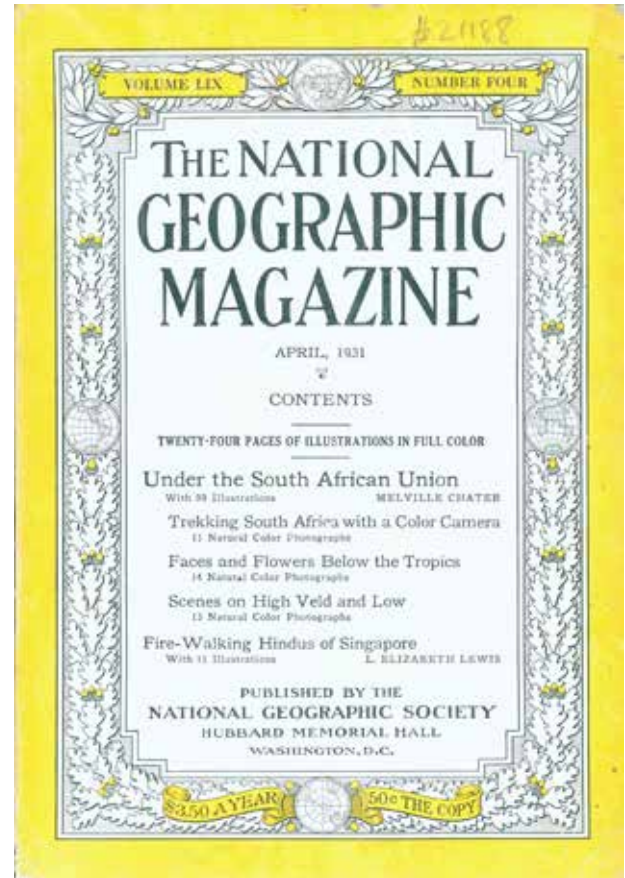 #21188
VOLUME LIX NUMBER FOUR
THE NATIONAL
GEOGRAPHIC
MAGAZINE
APRIL, 1931
CONTENTS
TWENTY-FOUR PAGES OF ILLUSTRATIONS IN FULL COLOR
Under the South African Union
With Illustrations MELVILLE CHATER
Trekking South Africa with a Color Camera
11 Natural Color Photographs
Faces and Flowers Below the Tropics
14 Natural Color Photographs
Scenes on High Veld and Low
13 Natural Color Photographs
Fire-Walking Hindus of Singapore
With 11 Illustrations L. ELIZABETH LEWIS
PUBLISHED BY THE
NATIONAL GEOGRAPHIC SOCIETY
HUBBARD MEMORIAL HALL
WASHINGTON, D.C.
$3.50 A YEAR 50¢ THE COPY